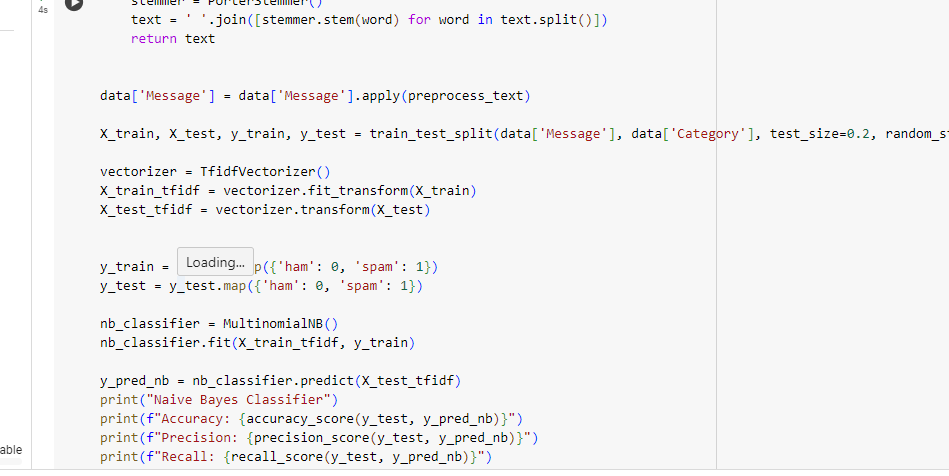 4s
stemmer = PorterStemmer()
text = ' '.join([stemmer.stem(word) for word in text.split()])
return text
data['Message'] = data['Message'].apply(preprocess_text)
X_train, X_test, y_train, y_test = train_test_split(data['Message'], data['Category'], test_size=0.2, random_st
vectorizer = TfidfVectorizer()
X_train_tfidf = vectorizer.fit_transform(X_train)
X_test_tfidf = vectorizer.transform(X_test)
y_train = Loading... p({'ham': 0, 'spam': 1})
y_test = y_test.map({'ham': 0, 'spam': 1})
nb_classifier = MultinomialNB()
nb_classifier.fit(X_train_tfidf, y_train)
y_pred_nb = nb_classifier.predict(X_test_tfidf)
print("Naive Bayes Classifier")
print(f"Accuracy: {accuracy_score(y_test, y_pred_nb)}")
print(f"Precision: {precision_score(y_test, y_pred_nb)}")
able
print(f"Recall: {recall_score(y_test, y_pred_nb)}")